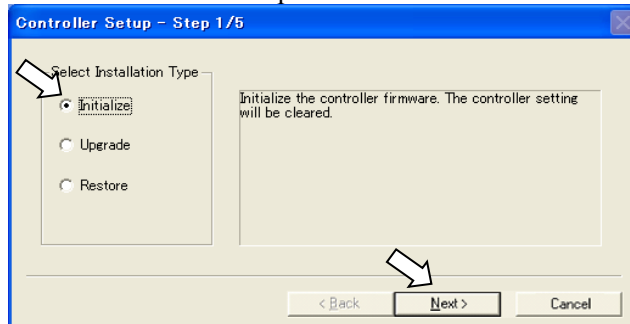 Controller Setup - Step 1/5
Select Installation Type
Initialize
Initialize the controller firmware. The controller setting
will be cleared.
Upgrade
Restore
< Back
Next >
Cancel